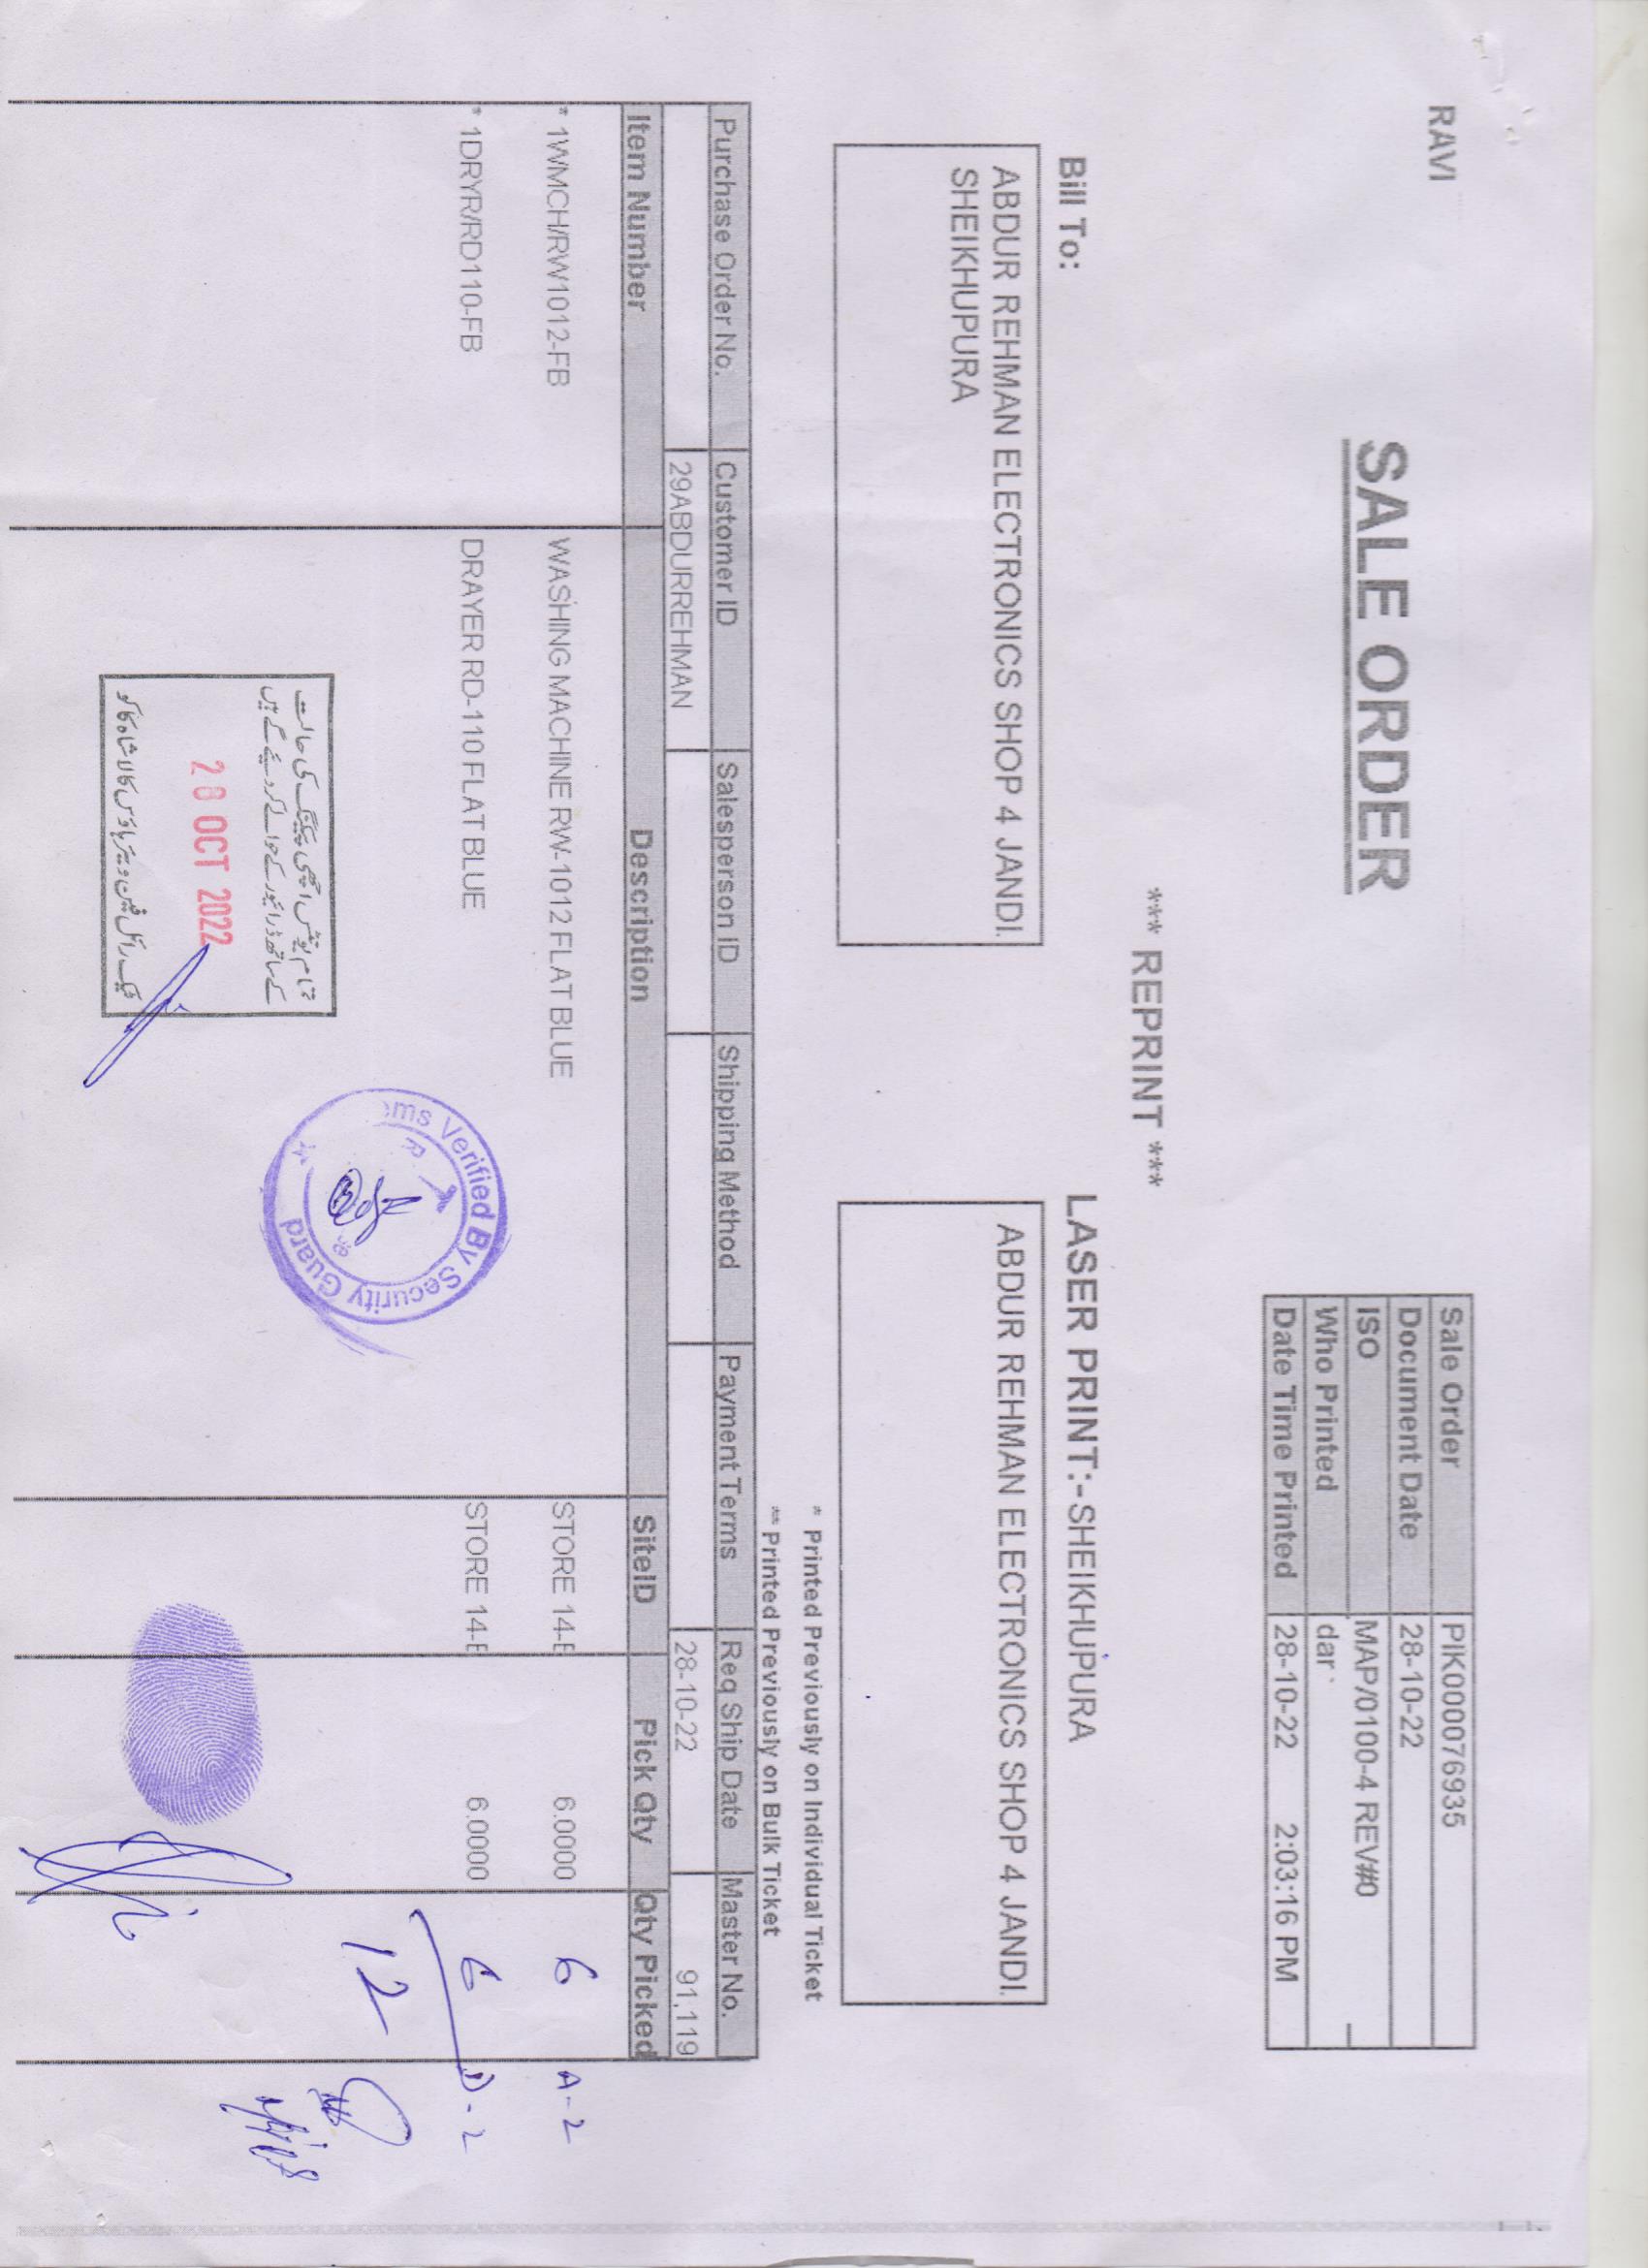 RAVI
SALE ORDER
Sale Order PIK000076935
Document Date 28-10-22
ISO MAP/0100-4 REV#0
Who Printed dar
Date Time Printed 28-10-22 2:03:16 PM
*** REPRINT ***
Bill To:
LASER PRINT:-SHEIKHUPURA
ABDUR REHMAN ELECTRONICS SHOP 4 JANDI.
SHEIKHUPURA
ABDUR REHMAN ELECTRONICS SHOP 4 JANDI.
* Printed Previously on Individual Ticket
** Printed Previously on Bulk Ticket
Purchase Order No. Customer ID Salesperson ID Shipping Method Payment Terms Req Ship Date Master No.
29ABDURREHMAN 28-10-22 91,119
Item Number Description SiteID Pick Qty Qty Picked
* 1WMCH/RW1012-FB WASHING MACHINE RW-1012 FLAT BLUE STORE 14-E 6.0000 6 A-2
* 1DRYR/RD110-FB DRAYER RD-110 FLAT BLUE STORE 14-E 6.0000 6 D-2
12
Verified By Security Guard
تمام یونٹس اچھی پیکنگ کی حالت
کے ساتھ ڈرائیور کے حوالے کر دیئے گے ہیں
28 OCT 2022
ٹیک رائل فین ویئر ہاؤس کالا شاہ کاکو